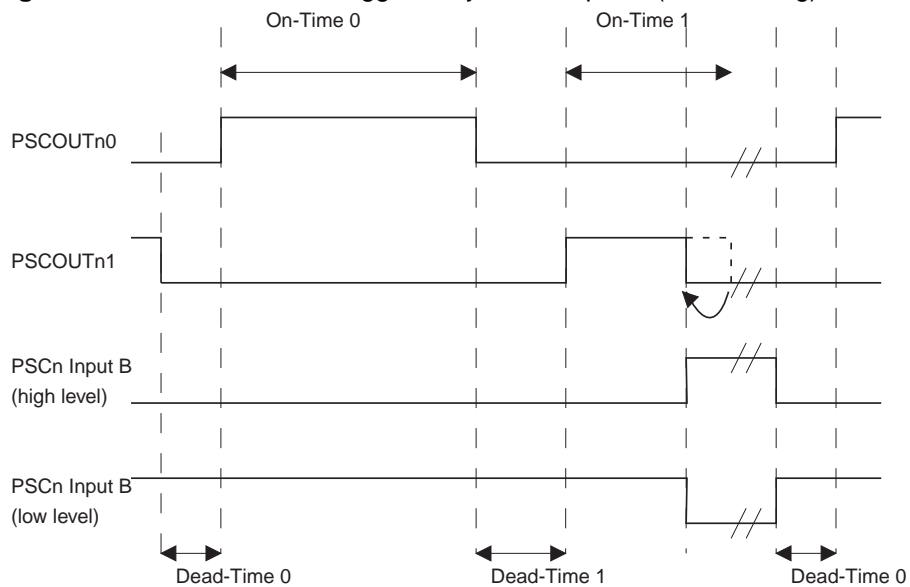 On-Time 0
On-Time 1
PSCOUTn0
PSCOUTn1
PSCn Input B
(high level)
PSCn Input B
(low level)
Dead-Time 0
Dead-Time 1
Dead-Time 0